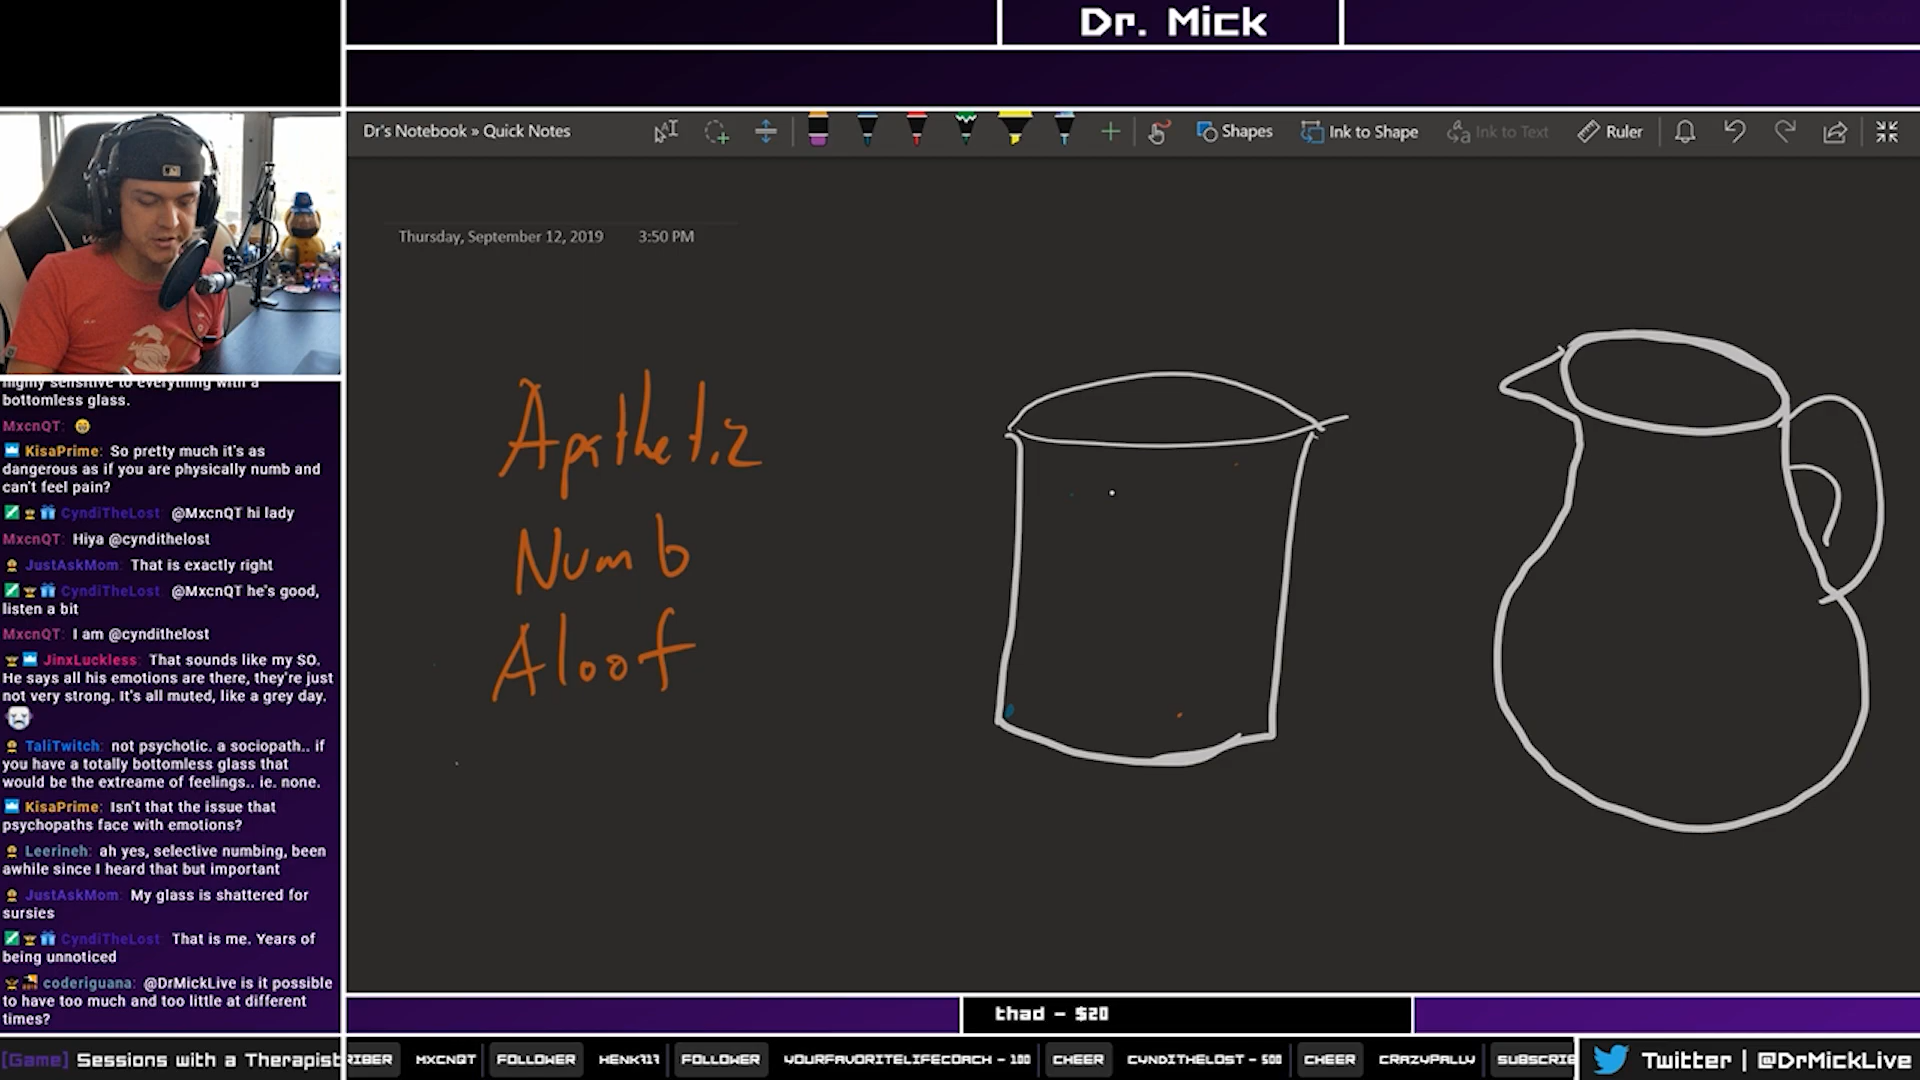 Dr. Mick
Dr's Notebook » Quick Notes
Shapes
Ink to Shape
Ink to Text
Ruler
Thursday, September 12, 2019 3:50 PM
Apathetic
Numb
Aloof
highly sensitive to everything with a
bottomless glass.
MxcnQT:
KisaPrime: So pretty much it's as
dangerous as if you are physically numb and
can't feel pain?
CyndiTheLost: @MxcnQT hi lady
MxcnQT: Hiya @cyndithelost
JustAskMom: That is exactly right
CyndiTheLost: @MxcnQT he's good,
listen a bit
MxcnQT: I am @cyndithelost
JinxLuckless: That sounds like my SO.
He says all his emotions are there, they're just
not very strong. It's all muted, like a grey day.
TaliTwitch: not psychotic. a sociopath.. if
you have a totally bottomless glass that
would be the extreame of feelings.. ie. none.
KisaPrime: Isn't that the issue that
psychopaths face with emotions?
Leerineh: ah yes, selective numbing, been
awhile since I heard that but important
JustAskMom: My glass is shattered for
sursies
CyndiTheLost: That is me. Years of
being unnoticed
coderiguana: @DrMickLive is it possible
to have too much and too little at different
times?
thad - $20
[Game] Sessions with a Therapist
RIBER MXCNQT FOLLOWER HENK717 FOLLOWER YOURFAVORITELIFECOACH - 100 CHEER CYNDITHELOST - 500 CHEER CRAZYPALLY SUBSCRIB
Twitter | @DrMickLive